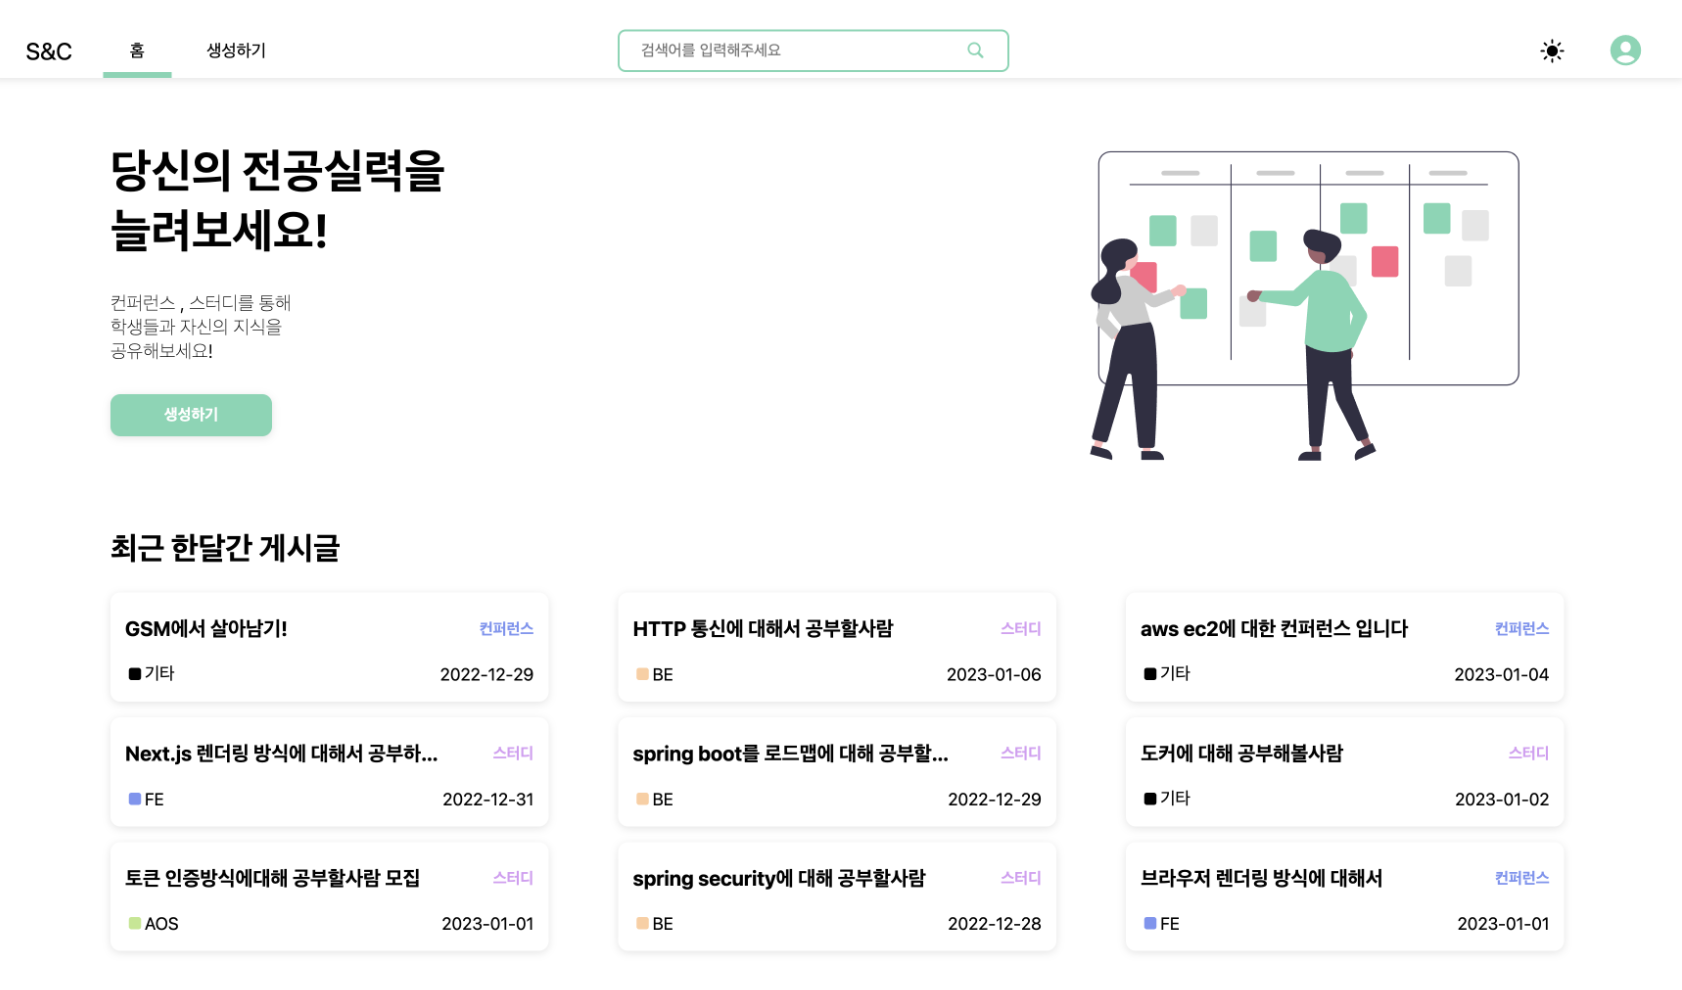 S&C 홈 생성하기 검색어를 입력해주세요
당신의 전공실력을
늘려보세요!
컨퍼런스 , 스터디를 통해
학생들과 자신의 지식을
공유해보세요!
생성하기
최근 한달간 게시글
GSM에서 살아남기! 컨퍼런스
기타 2022-12-29
HTTP 통신에 대해서 공부할사람 스터디
BE 2023-01-06
aws ec2에 대한 컨퍼런스 입니다 컨퍼런스
기타 2023-01-04
Next.js 렌더링 방식에 대해서 공부하... 스터디
FE 2022-12-31
spring boot를 로드맵에 대해 공부할... 스터디
BE 2022-12-29
도커에 대해 공부해볼사람 스터디
기타 2023-01-02
토큰 인증방식에대해 공부할사람 모집 스터디
AOS 2023-01-01
spring security에 대해 공부할사람 스터디
BE 2022-12-28
브라우저 렌더링 방식에 대해서 컨퍼런스
FE 2023-01-01